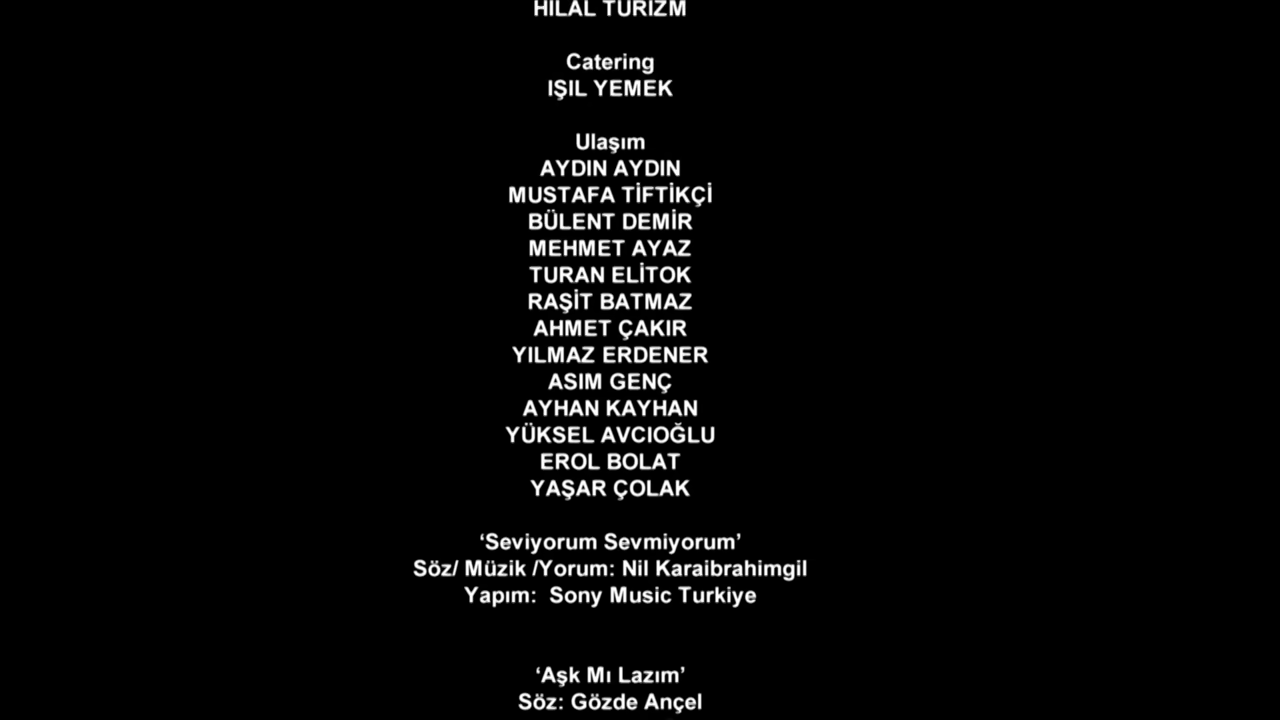 HİLAL TURİZM
Catering
IŞIL YEMEK
Ulaşım
AYDIN AYDIN
MUSTAFA TİFTİKÇİ
BÜLENT DEMİR
MEHMET AYAZ
TURAN ELİTOK
RAŞİT BATMAZ
AHMET ÇAKIR
YILMAZ ERDENER
ASIM GENÇ
AYHAN KAYHAN
YÜKSEL AVCIOĞLU
EROL BOLAT
YAŞAR ÇOLAK
‘Seviyorum Sevmiyorum’
Söz/ Müzik /Yorum: Nil Karaibrahimgil
Yapım:  Sony Music Turkiye
‘Aşk Mı Lazım’
Söz: Gözde Ançel